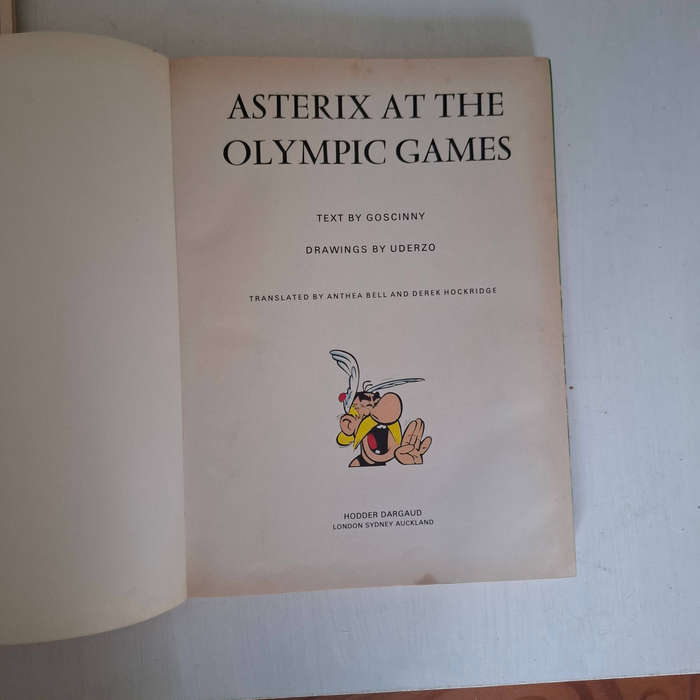 ASTERIX AT THE
OLYMPIC GAMES
TEXT BY GOSCINNY
DRAWINGS BY UDERZO
TRANSLATED BY ANTHEA BELL AND DEREK HOCKRIDGE
HODDER DARGAUD
LONDON SYDNEY AUCKLAND